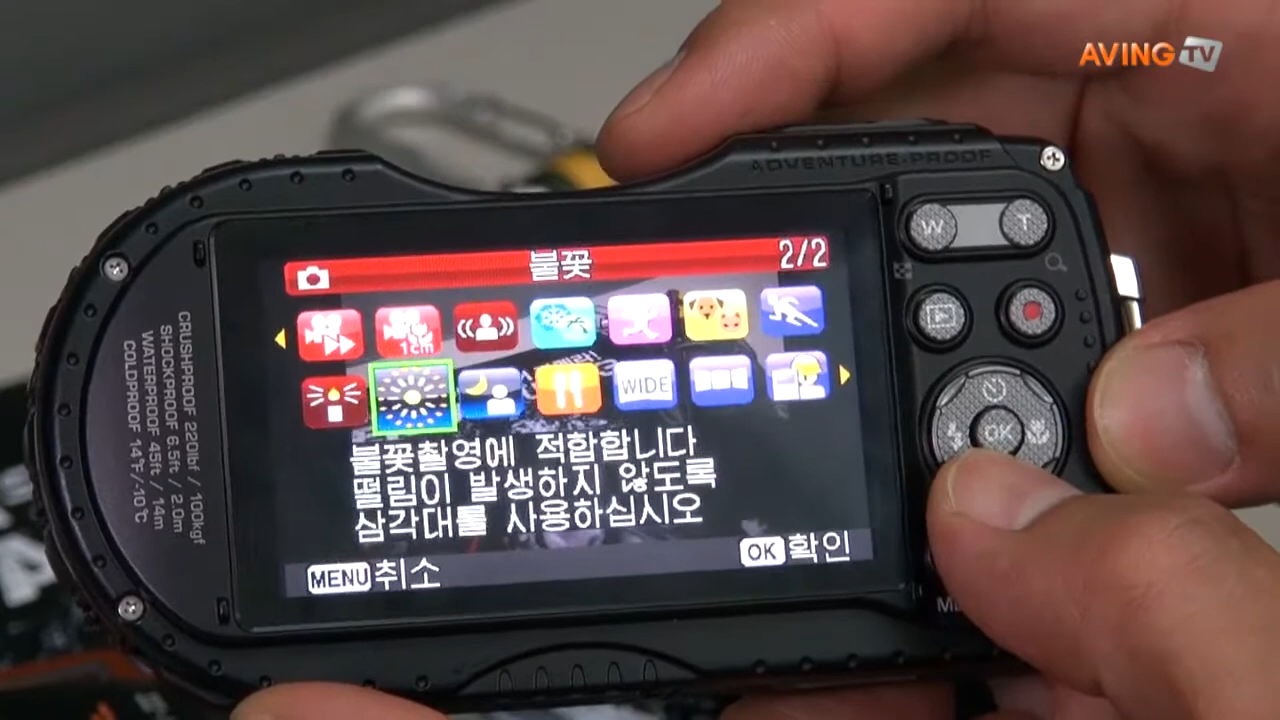 AVING TV
ADVENTURE-PROOF
W T
불꽃 2/2
1cm
WIDE
불꽃촬영에 적합합니다
떨림이 발생하지 않도록
삼각대를 사용하십시오
MENU 취소
OK 확인
OK
CRUSHPROOF 220lbf / 100kgf
SHOCKPROOF 6.5ft / 2.0m
WATERPROOF 45ft / 14m
COLDPROOF 14°F/-10°C